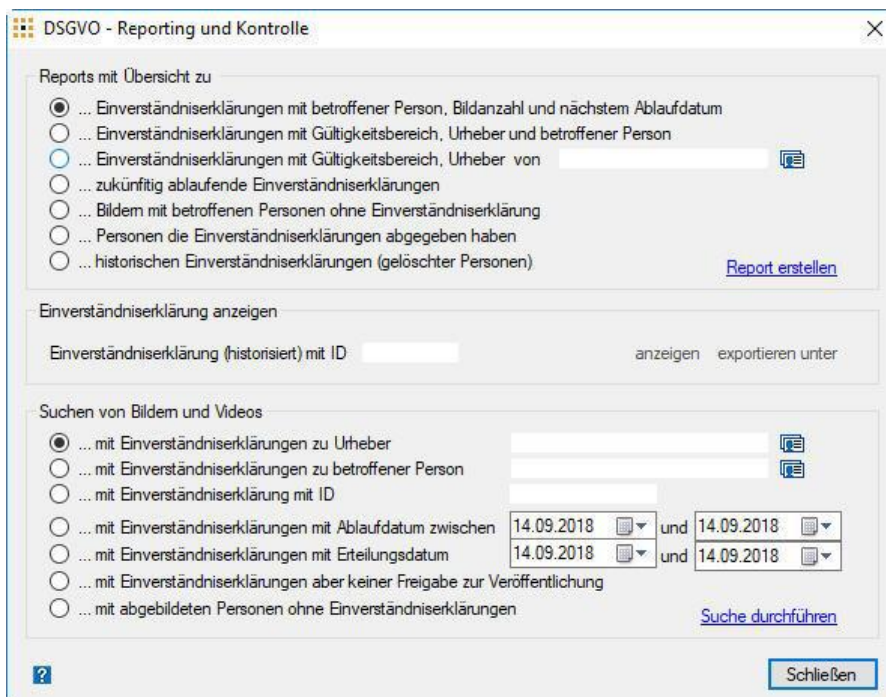 DSGVO - Reporting und Kontrolle
Reports mit Übersicht zu
... Einverständniserklärungen mit betroffener Person, Bildanzahl und nächstem Ablaufdatum
... Einverständniserklärungen mit Gültigkeitsbereich, Urheber und betroffener Person
... Einverständniserklärungen mit Gültigkeitsbereich, Urheber von
... zukünftig ablaufende Einverständniserklärungen
... Bildern mit betroffenen Personen ohne Einverständniserklärung
... Personen die Einverständniserklärungen abgegeben haben
... historischen Einverständniserklärungen (gelöschter Personen)
Report erstellen
Einverständniserklärung anzeigen
Einverständniserklärung (historisiert) mit ID anzeigen exportieren unter
Suchen von Bildern und Videos
... mit Einverständniserklärungen zu Urheber
... mit Einverständniserklärungen zu betroffener Person
... mit Einverständniserklärung mit ID
... mit Einverständniserklärungen mit Ablaufdatum zwischen 14.09.2018 und 14.09.2018
... mit Einverständniserklärungen mit Erteilungsdatum 14.09.2018 und 14.09.2018
... mit Einverständniserklärungen aber keiner Freigabe zur Veröffentlichung
... mit abgebildeten Personen ohne Einverständniserklärungen
Suche durchführen
?
Schließen